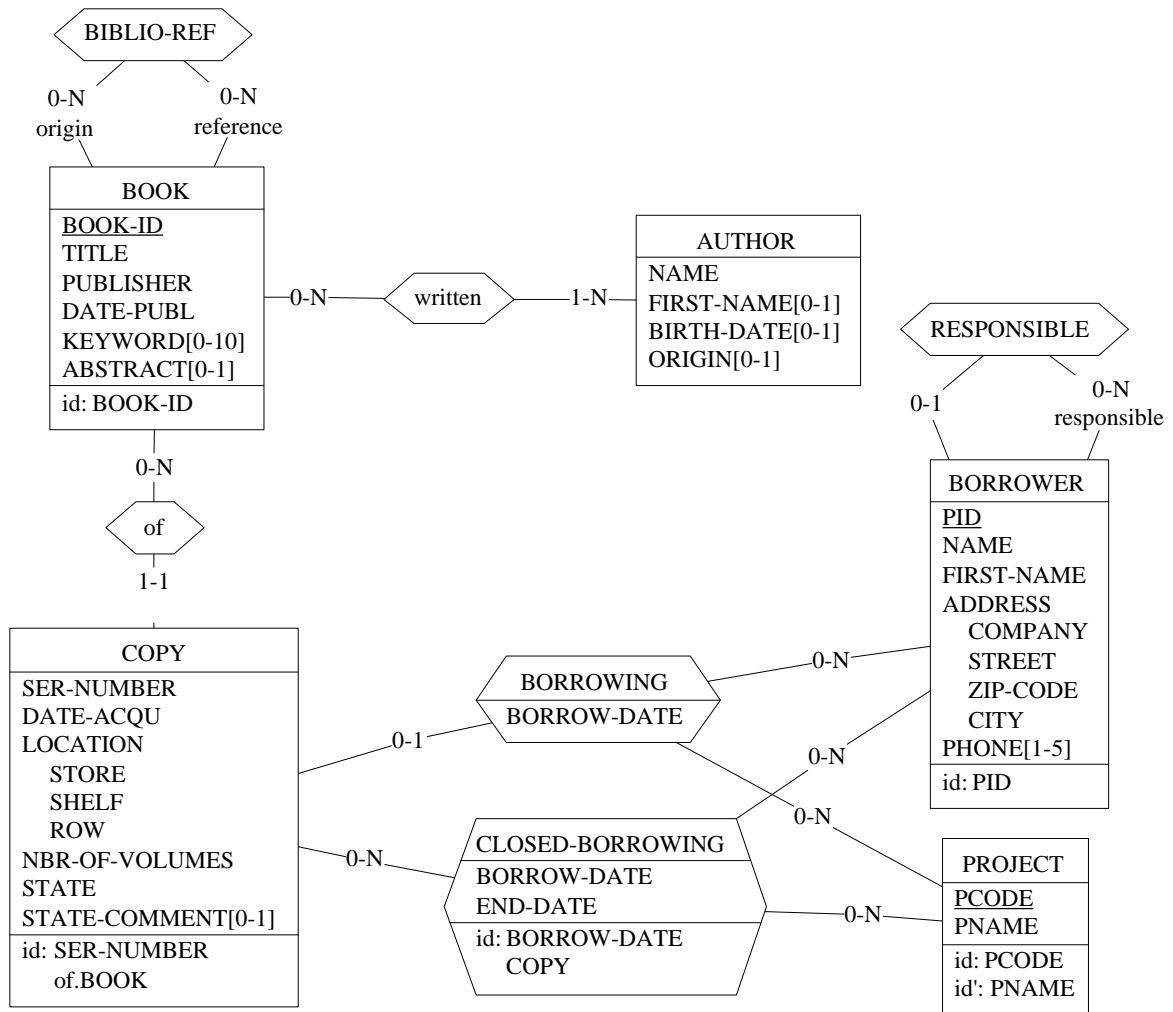 BIBLIO-REF
0-N
origin
0-N
reference
BOOK
BOOK-ID
TITLE
PUBLISHER
DATE-PUBL
KEYWORD[0-10]
ABSTRACT[0-1]
id: BOOK-ID
0-N
written
1-N
AUTHOR
NAME
FIRST-NAME[0-1]
BIRTH-DATE[0-1]
ORIGIN[0-1]
RESPONSIBLE
0-1
0-N
responsible
BORROWER
PID
NAME
FIRST-NAME
ADDRESS
COMPANY
STREET
ZIP-CODE
CITY
PHONE[1-5]
id: PID
0-N
of
1-1
COPY
SER-NUMBER
DATE-ACQU
LOCATION
STORE
SHELF
ROW
NBR-OF-VOLUMES
STATE
STATE-COMMENT[0-1]
id: SER-NUMBER
of.BOOK
0-1
BORROWING
BORROW-DATE
0-N
0-N
0-N
0-N
CLOSED-BORROWING
BORROW-DATE
END-DATE
id: BORROW-DATE
COPY
0-N
PROJECT
PCODE
PNAME
id: PCODE
id': PNAME